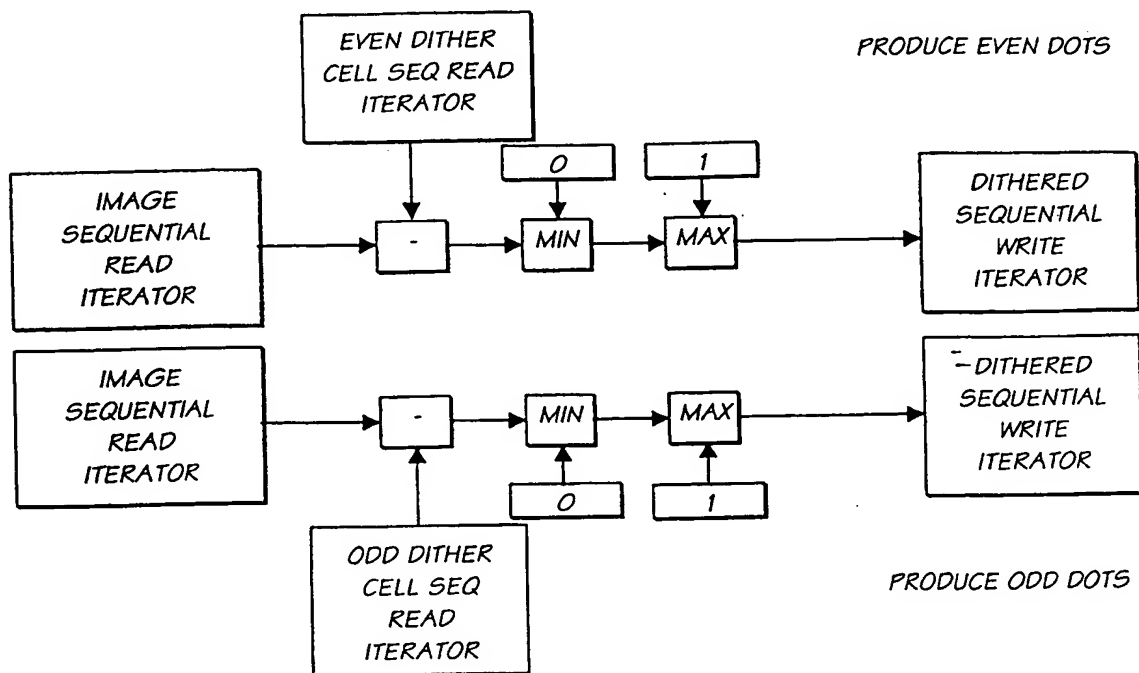 EVEN DITHER
CELL SEQ READ
ITERATOR
PRODUCE EVEN DOTS
0
1
IMAGE
SEQUENTIAL
READ
ITERATOR
-
MIN
MAX
DITHERED
SEQUENTIAL
WRITE
ITERATOR
IMAGE
SEQUENTIAL
READ
ITERATOR
-
MIN
MAX
DITHERED
SEQUENTIAL
WRITE
ITERATOR
0
1
ODD DITHER
CELL SEQ
READ
ITERATOR
PRODUCE ODD DOTS